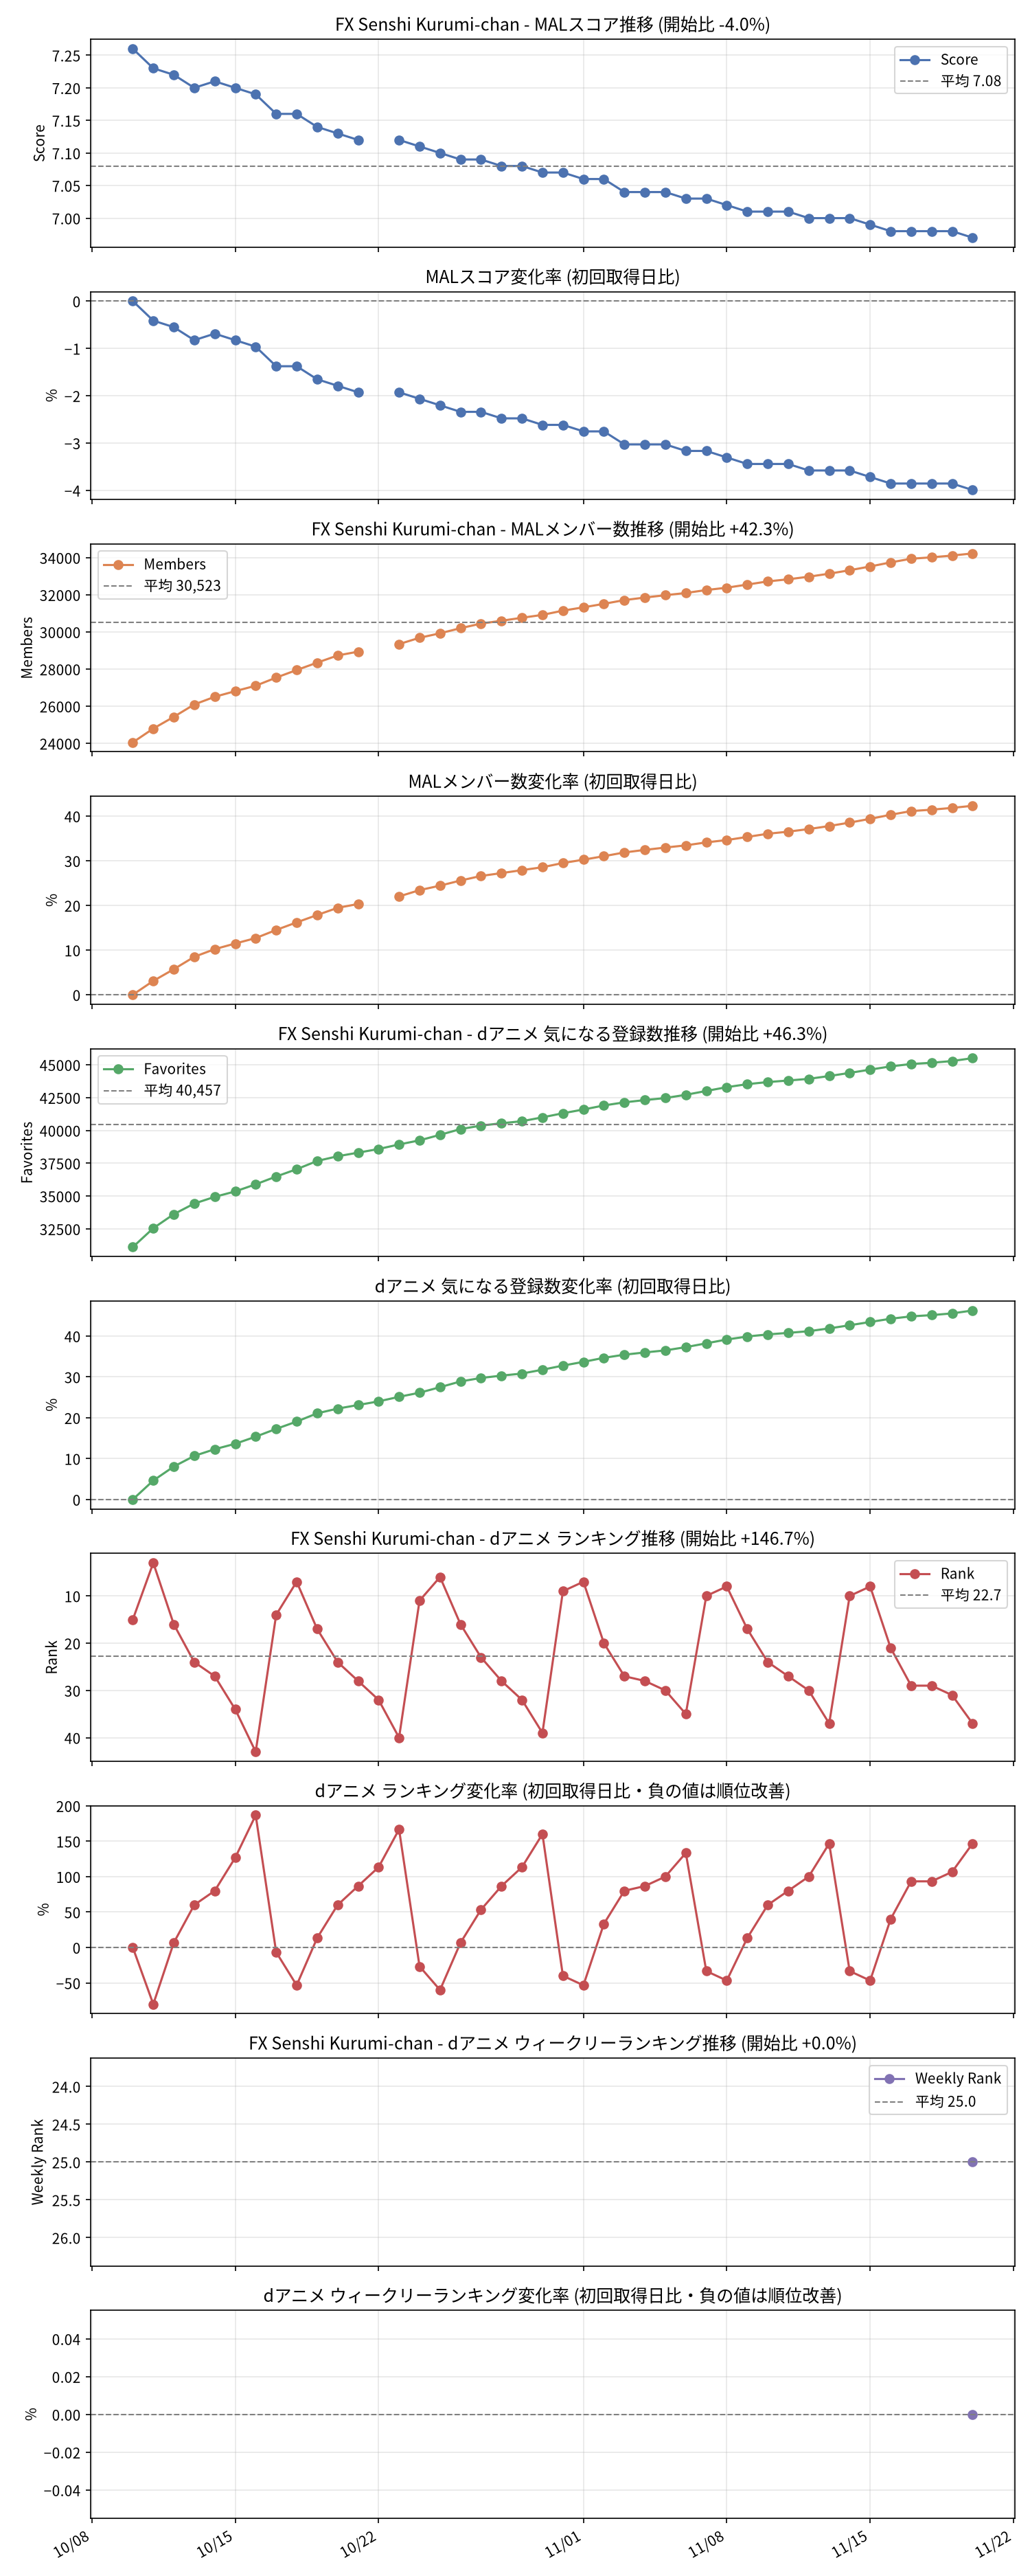 FX Senshi Kurumi-chan - MALスコア推移 (開始比 -4.0%)
Score
7.25
7.20
7.15
7.10
7.05
7.00
Score
平均 7.08
MALスコア変化率 (初回取得日比)
%
0
−1
−2
−3
−4
FX Senshi Kurumi-chan - MALメンバー数推移 (開始比 +42.3%)
Members
34000
32000
30000
28000
26000
24000
Members
平均 30,523
MALメンバー数変化率 (初回取得日比)
%
40
30
20
10
0
FX Senshi Kurumi-chan - dアニメ 気になる登録数推移 (開始比 +46.3%)
Favorites
45000
42500
40000
37500
35000
32500
Favorites
平均 40,457
dアニメ 気になる登録数変化率 (初回取得日比)
%
40
30
20
10
0
FX Senshi Kurumi-chan - dアニメ ランキング推移 (開始比 +146.7%)
Rank
10
20
30
40
Rank
平均 22.7
dアニメ ランキング変化率 (初回取得日比・負の値は順位改善)
%
200
150
100
50
0
−50
FX Senshi Kurumi-chan - dアニメ ウィークリーランキング推移 (開始比 +0.0%)
Weekly Rank
24.0
24.5
25.0
25.5
26.0
Weekly Rank
平均 25.0
dアニメ ウィークリーランキング変化率 (初回取得日比・負の値は順位改善)
%
0.04
0.02
0.00
−0.02
−0.04
10/08
10/15
10/22
11/01
11/08
11/15
11/22